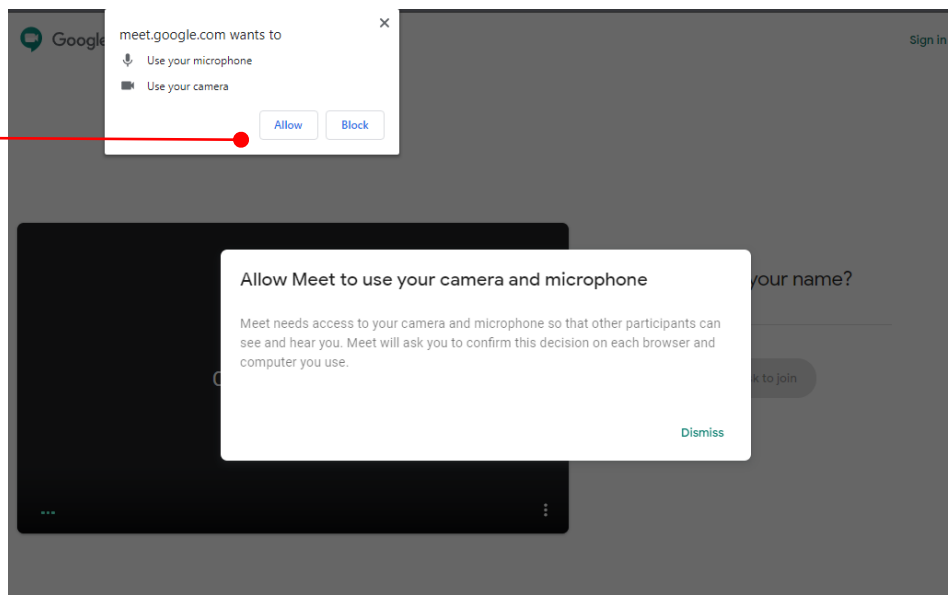 Google
meet.google.com wants to
Use your microphone
Use your camera
Allow
Block
Sign in
Allow Meet to use your camera and microphone
Meet needs access to your camera and microphone so that other participants can
see and hear you. Meet will ask you to confirm this decision on each browser and
computer you use.
Dismiss
your name?
to join